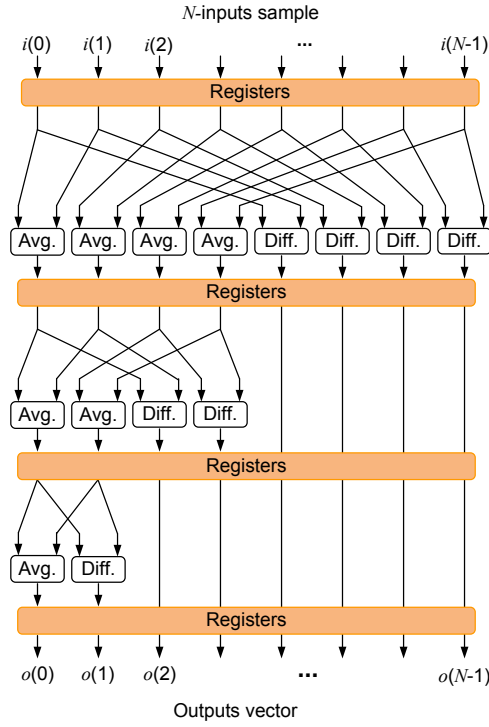 N-inputs sample
i(0) i(1) i(2) ... i(N-1)
Registers
Avg. Avg. Avg. Avg. Diff. Diff. Diff. Diff.
Registers
Avg. Avg. Diff. Diff.
Registers
Avg. Diff.
Registers
o(0) o(1) o(2) ... o(N-1)
Outputs vector